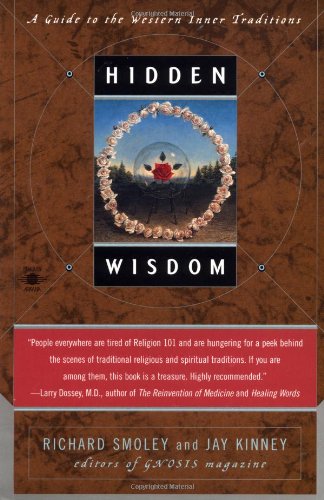 A Guide to the Western Inner Traditions
HIDDEN
WISDOM
"People everywhere are tired of Religion 101 and are hungering for a peek behind
the scenes of traditional religious and spiritual traditions. If you are
among them, this book is a treasure. Highly recommended."
—Larry Dossey, M.D., author of The Reinvention of Medicine and Healing Words
RICHARD SMOLEY and JAY KINNEY
editors of GNOSIS magazine